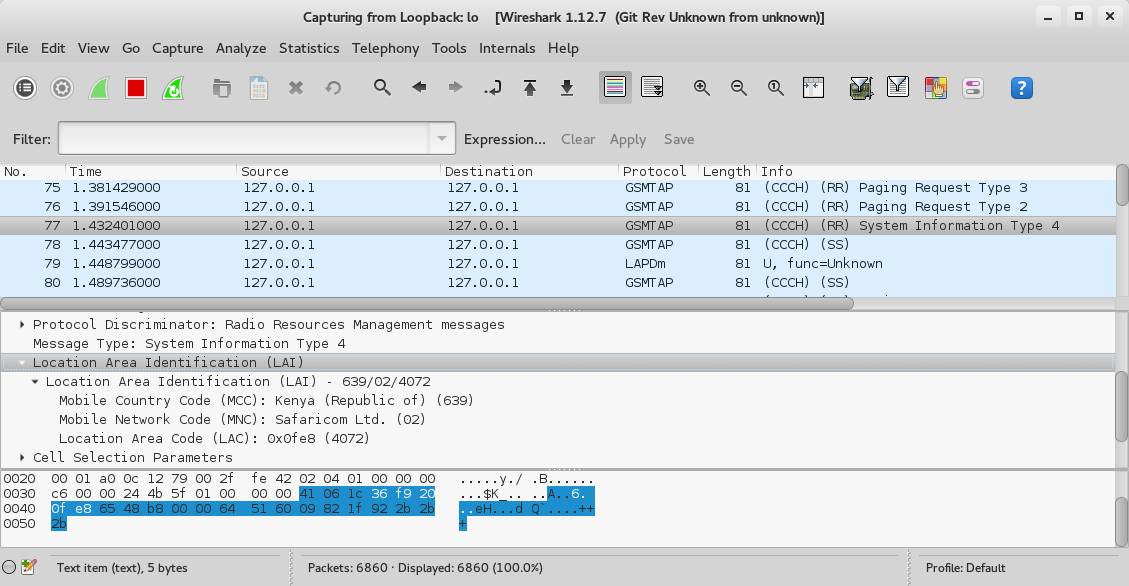 Capturing from Loopback: lo [Wireshark 1.12.7 (Git Rev Unknown from unknown)]
File Edit View Go Capture Analyze Statistics Telephony Tools Internals Help
Filter: Expression... Clear Apply Save
No. Time Source Destination Protocol Length Info
75 1.381429000 127.0.0.1 127.0.0.1 GSMTAP 81 (CCCH) (RR) Paging Request Type 3
76 1.391546000 127.0.0.1 127.0.0.1 GSMTAP 81 (CCCH) (RR) Paging Request Type 2
77 1.432401000 127.0.0.1 127.0.0.1 GSMTAP 81 (CCCH) (RR) System Information Type 4
78 1.443477000 127.0.0.1 127.0.0.1 GSMTAP 81 (CCCH) (SS)
79 1.448799000 127.0.0.1 127.0.0.1 LAPDm 81 U, func=Unknown
80 1.489736000 127.0.0.1 127.0.0.1 GSMTAP 81 (CCCH) (SS)
Protocol Discriminator: Radio Resources Management messages
Message Type: System Information Type 4
Location Area Identification (LAI)
Location Area Identification (LAI) - 639/02/4072
Mobile Country Code (MCC): Kenya (Republic of) (639)
Mobile Network Code (MNC): Safaricom Ltd. (02)
Location Area Code (LAC): 0x0fe8 (4072)
Cell Selection Parameters
0020 00 01 a0 0c 12 79 00 2f fe 42 02 04 01 00 00 00 .....y./ .B......
0030 c6 00 00 24 4b 5f 01 00 00 00 41 06 1c 36 f9 20 ...$K_.. ..A..6.
0040 0f e8 65 48 b8 00 00 64 51 60 09 82 1f 92 2b 2b ..eH...d Q`....++
0050 2b +
Text item (text), 5 bytes Packets: 6860 · Displayed: 6860 (100.0%) Profile: Default